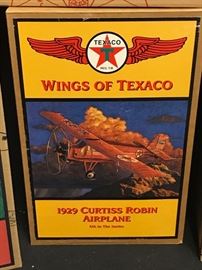 TEXACO
T
WINGS OF TEXACO
1929 CURTISS ROBIN
AIRPLANE
5th in The Series